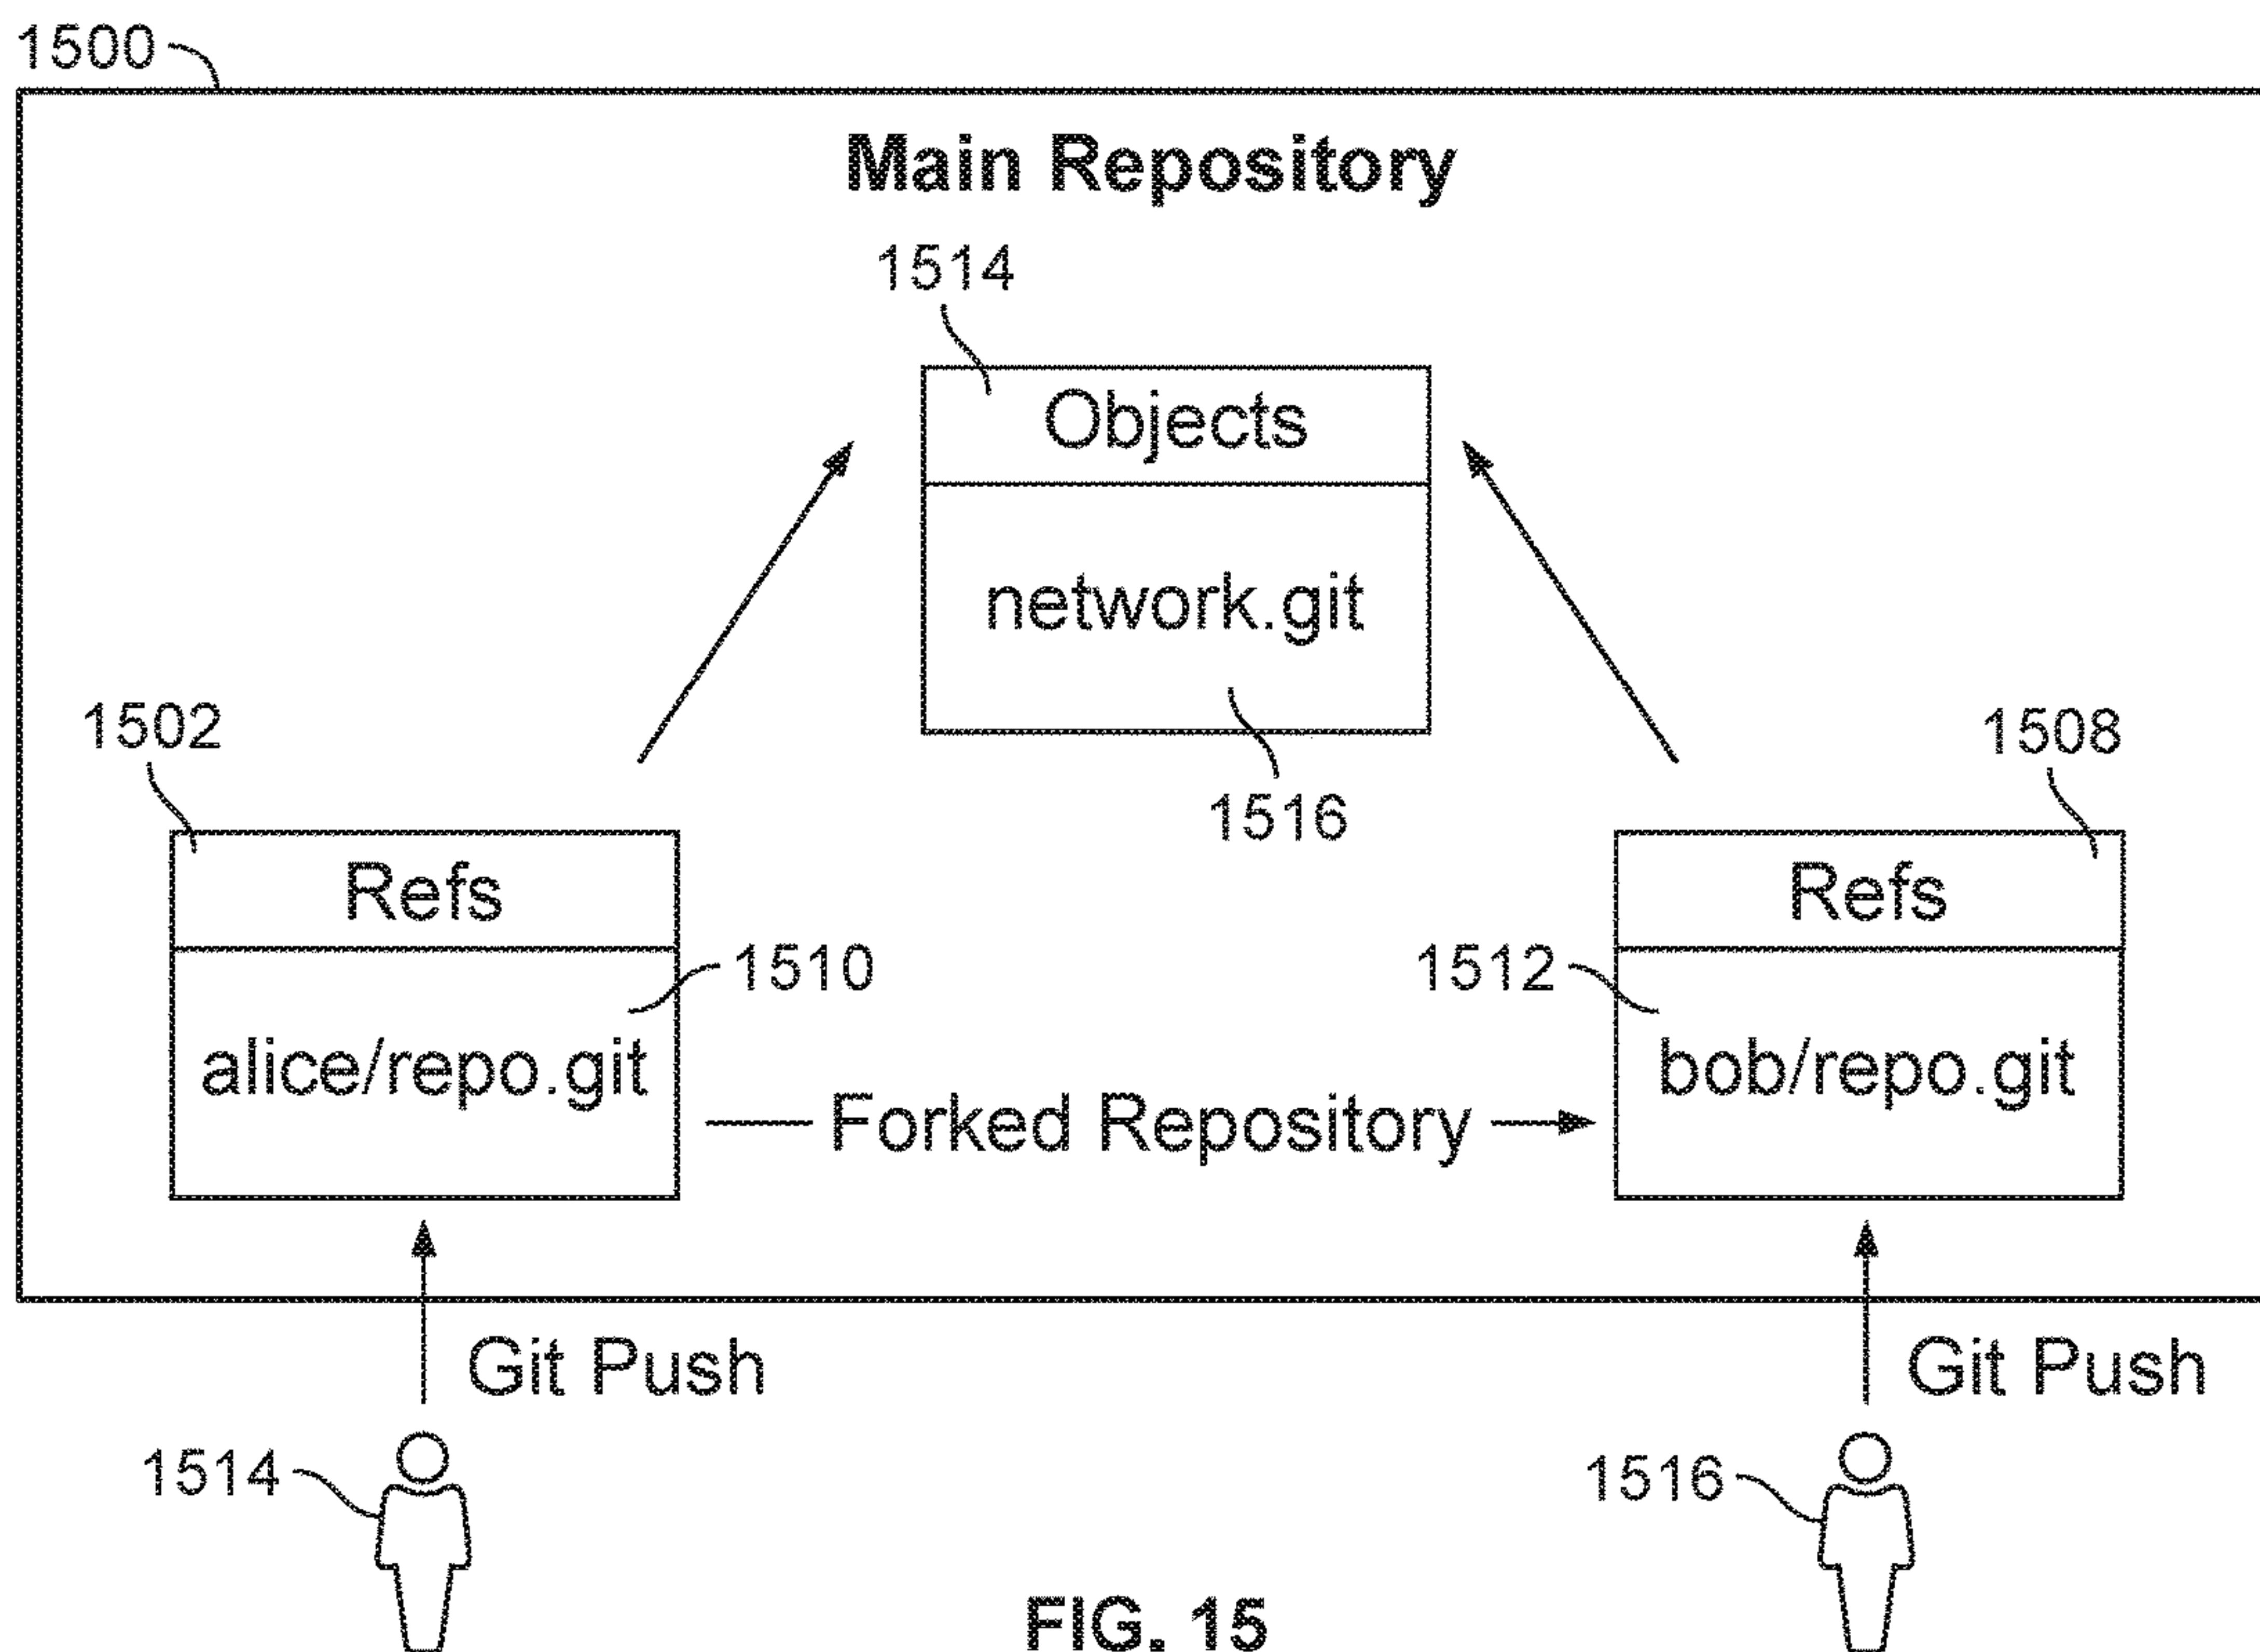 1500
Main Repository
1514
Objects
network.git
1516
1502
1508
Refs
Refs
1510
1512
alice/repo.git
bob/repo.git
Forked Repository
Git Push
Git Push
1514
1516
FIG. 15